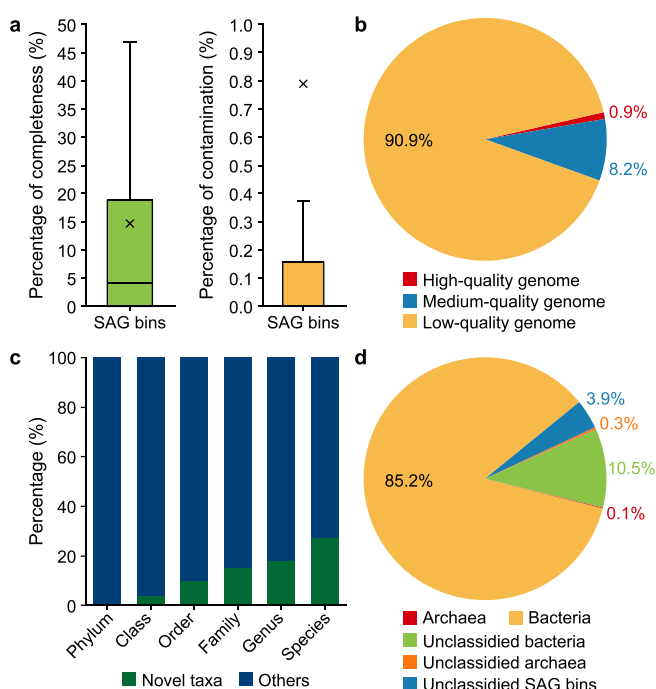 a
Percentage of completeness (%)
50
45
40
35
30
25
20
15
10
5
0
×
SAG bins
Percentage of contamination (%)
1.0
0.9
0.8
0.7
0.6
0.5
0.4
0.3
0.2
0.1
0.0
×
SAG bins
b
90.9%
0.9%
8.2%
High-quality genome
Medium-quality genome
Low-quality genome
c
Percentage (%)
100
80
60
40
20
0
Phylum
Class
Order
Family
Genus
Species
Novel taxa
Others
d
85.2%
3.9%
0.3%
10.5%
0.1%
Archaea
Bacteria
Unclassidied bacteria
Unclassidied archaea
Unclassidied SAG bins